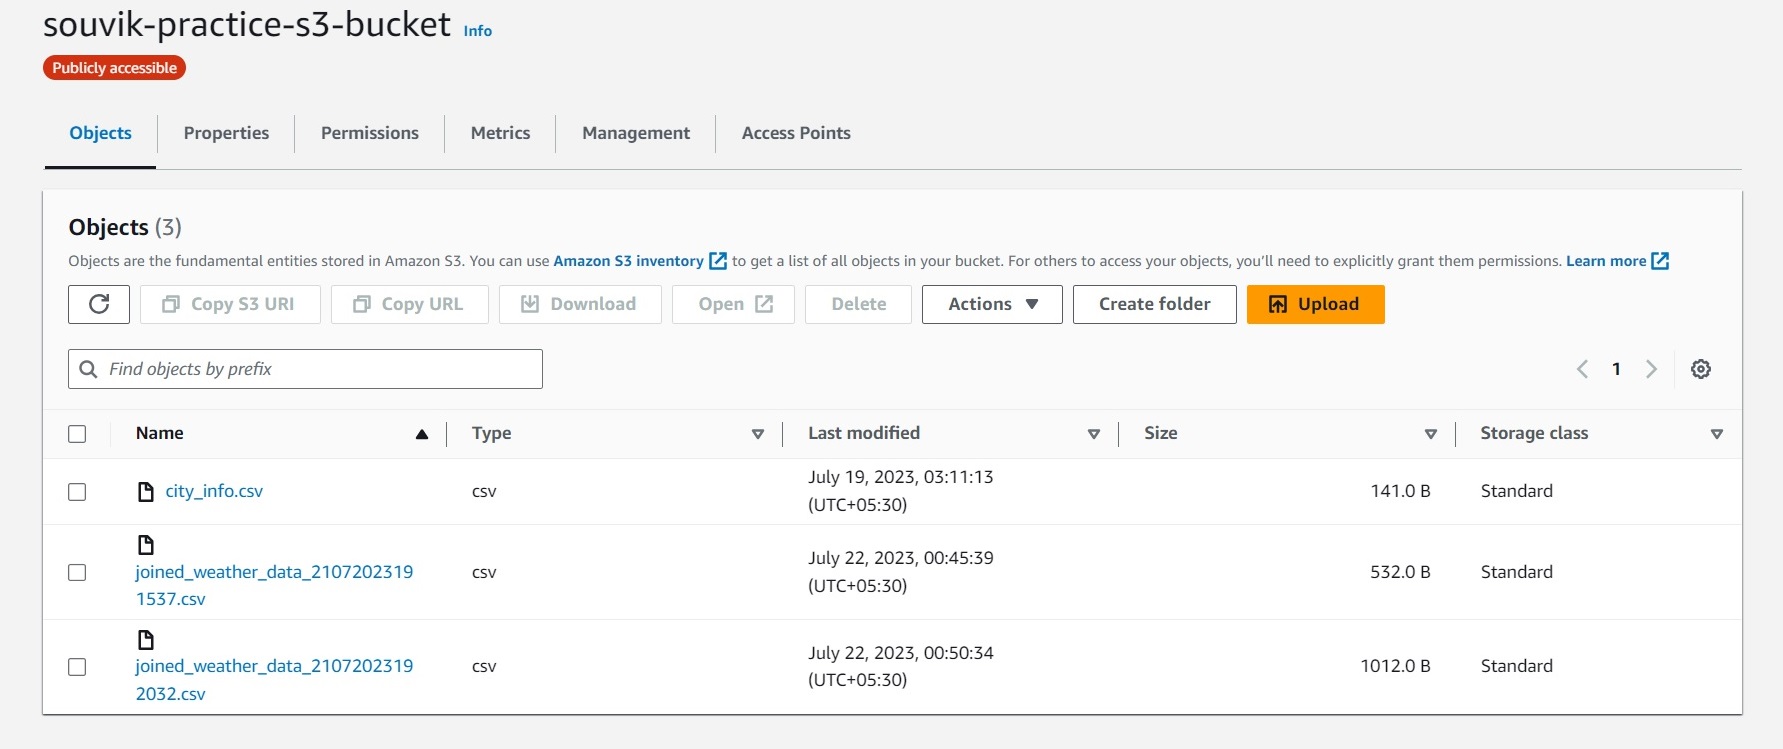 souvik-practice-s3-bucket Info
Publicly accessible
Objects Properties Permissions Metrics Management Access Points
Objects (3)
Objects are the fundamental entities stored in Amazon S3. You can use Amazon S3 inventory to get a list of all objects in your bucket. For others to access your objects, you'll need to explicitly grant them permissions. Learn more
Copy S3 URI Copy URL Download Open Delete Actions Create folder Upload
Find objects by prefix 1
Name Type Last modified Size Storage class
city_info.csv csv July 19, 2023, 03:11:13 141.0 B Standard
(UTC+05:30)
joined_weather_data_2107202319 csv July 22, 2023, 00:45:39 532.0 B Standard
1537.csv (UTC+05:30)
joined_weather_data_2107202319 csv July 22, 2023, 00:50:34 1012.0 B Standard
2032.csv (UTC+05:30)